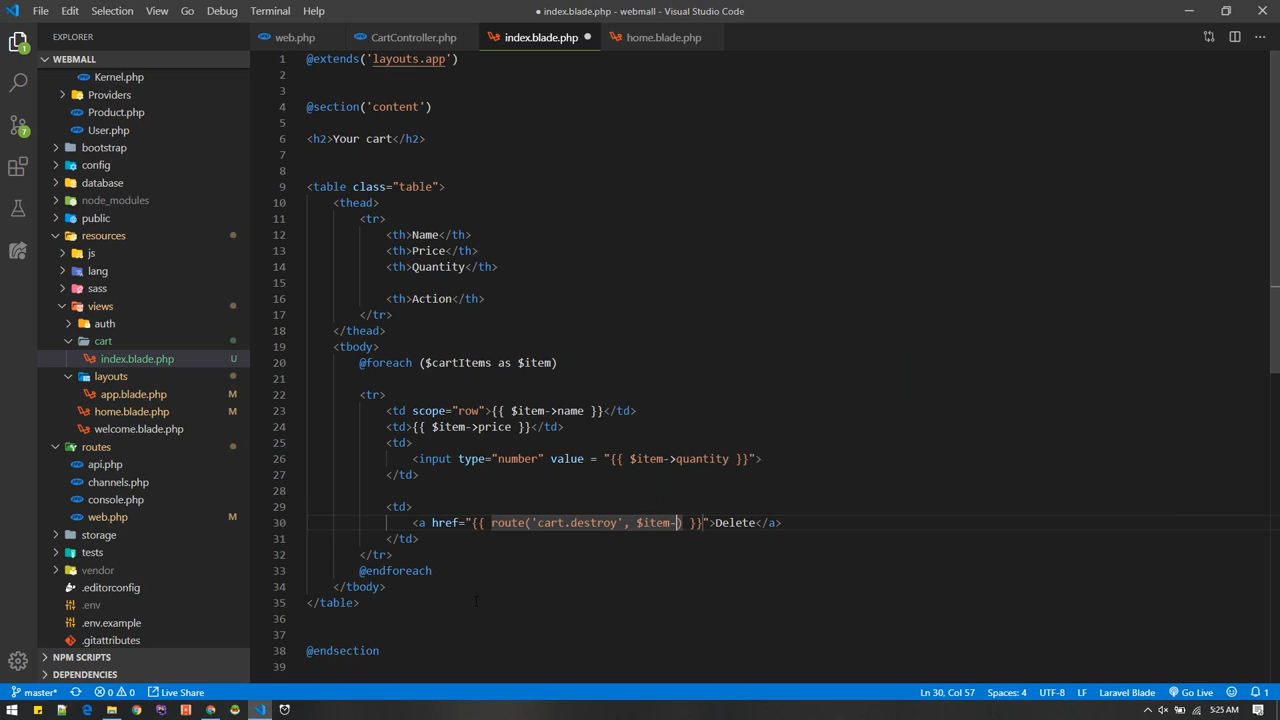 File Edit Selection View Go Debug Terminal Help
● index.blade.php - webmall - Visual Studio Code
EXPLORER
web.php CartController.php index.blade.php home.blade.php
WEBMALL
Kernel.php
Providers
Product.php
User.php
bootstrap
config
database
node_modules
public
resources
js
lang
sass
views
auth
cart
index.blade.php U
layouts
app.blade.php M
home.blade.php M
welcome.blade.php
routes
api.php
channels.php
console.php
web.php M
storage
tests
vendor
.editorconfig
.env
.env.example
.gitattributes
NPM SCRIPTS
DEPENDENCIES
1
7
1 @extends('layouts.app')
2
3
4 @section('content')
5
6 <h2>Your cart</h2>
7
8
9 <table class="table">
10 <thead>
11 <tr>
12 <th>Name</th>
13 <th>Price</th>
14 <th>Quantity</th>
15
16 <th>Action</th>
17 </tr>
18 </thead>
19 <tbody>
20 @foreach ($cartItems as $item)
21
22 <tr>
23 <td scope="row">{{ $item->name }}</td>
24 <td>{{ $item->price }}</td>
25 <td>
26 <input type="number" value = "{{ $item->quantity }}">
27 </td>
28
29 <td>
30 <a href="{{ route('cart.destroy', $item-) }}">Delete</a>
31 </td>
32 </tr>
33 @endforeach
34 </tbody>
35 </table>
36
37
38 @endsection
39
master* 0 0 Live Share Ln 30, Col 57 Spaces: 4 UTF-8 LF Laravel Blade Go Live 1
5:25 AM